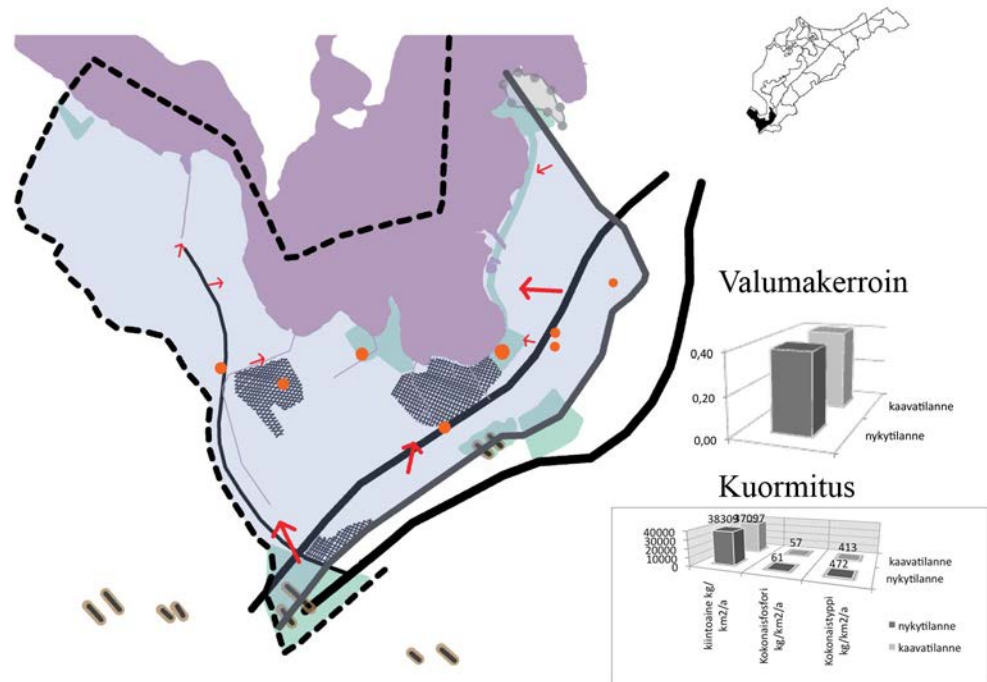 Valumakerroin
0,40
0,20
0,00
kaavatilanne
nykytilanne
Kuormitus
40000
30000
20000
10000
0
38309
37097
57
61
413
472
kaavatilanne
nykytilanne
kiintoaine kg/
km2/a
Kokonaisfosfori
kg/km2/a
Kokonaistyppi
kg/km2/a
nykytilanne
kaavatilanne